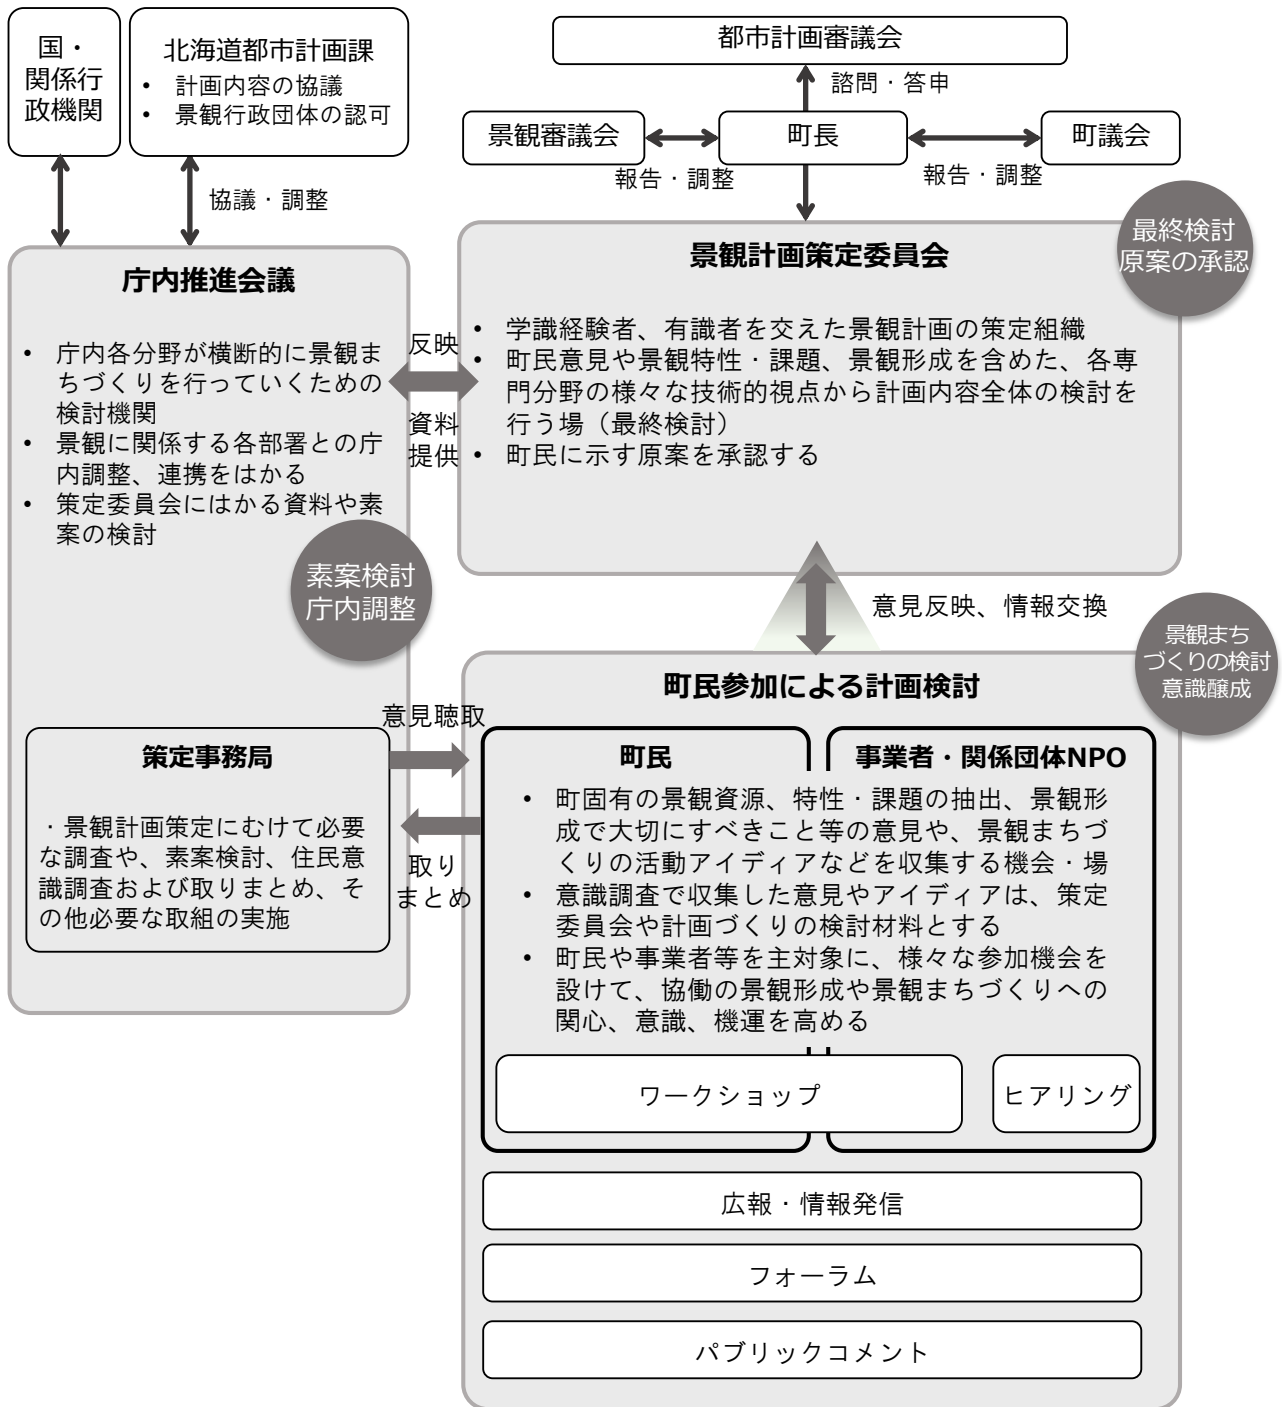 国・
関係行
政機関
北海道都市計画課
• 計画内容の協議
• 景観行政団体の認可
協議・調整
都市計画審議会
諮問・答申
景観審議会
町長
町議会
報告・調整
報告・調整
庁内推進会議
• 庁内各分野が横断的に景観ま
ちづくりを行っていくための
検討機関
• 景観に関係する各部署との庁
内調整、連携をはかる
• 策定委員会にはかる資料や素
案の検討
素案検討
庁内調整
策定事務局
・景観計画策定にむけて必要
な調査や、素案検討、住民意
識調査および取りまとめ、そ
の他必要な取組の実施
反映
資料
提供
景観計画策定委員会
最終検討
原案の承認
• 学識経験者、有識者を交えた景観計画の策定組織
• 町民意見や景観特性・課題、景観形成を含めた、各専
門分野の様々な技術的視点から計画内容全体の検討を
行う場（最終検討）
• 町民に示す原案を承認する
意見反映、情報交換
景観まち
づくりの検討
意識醸成
意見聴取
取り
まとめ
町民参加による計画検討
町民
事業者・関係団体NPO
• 町固有の景観資源、特性・課題の抽出、景観形
成で大切にすべきこと等の意見や、景観まちづ
くりの活動アイディアなどを収集する機会・場
• 意識調査で収集した意見やアイディアは、策定
委員会や計画づくりの検討材料とする
• 町民や事業者等を主対象に、様々な参加機会を
設けて、協働の景観形成や景観まちづくりへの
関心、意識、機運を高める
ワークショップ
ヒアリング
広報・情報発信
フォーラム
パブリックコメント